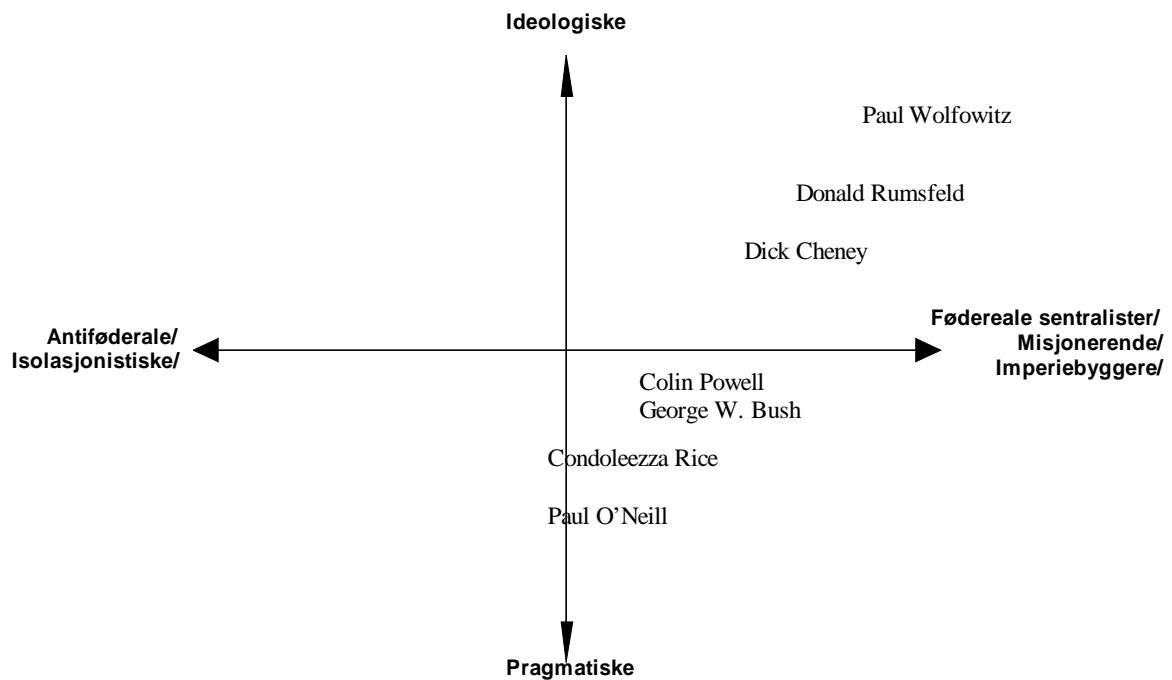 Ideologiske
Paul Wolfowitz
Donald Rumsfeld
Dick Cheney
Antiføderale/
Isolasjonistiske/
Fødereale sentralister/
Misjonerende/
Imperiebyggere/
Colin Powell
George W. Bush
Condoleezza Rice
Paul O’Neill
Pragmatiske